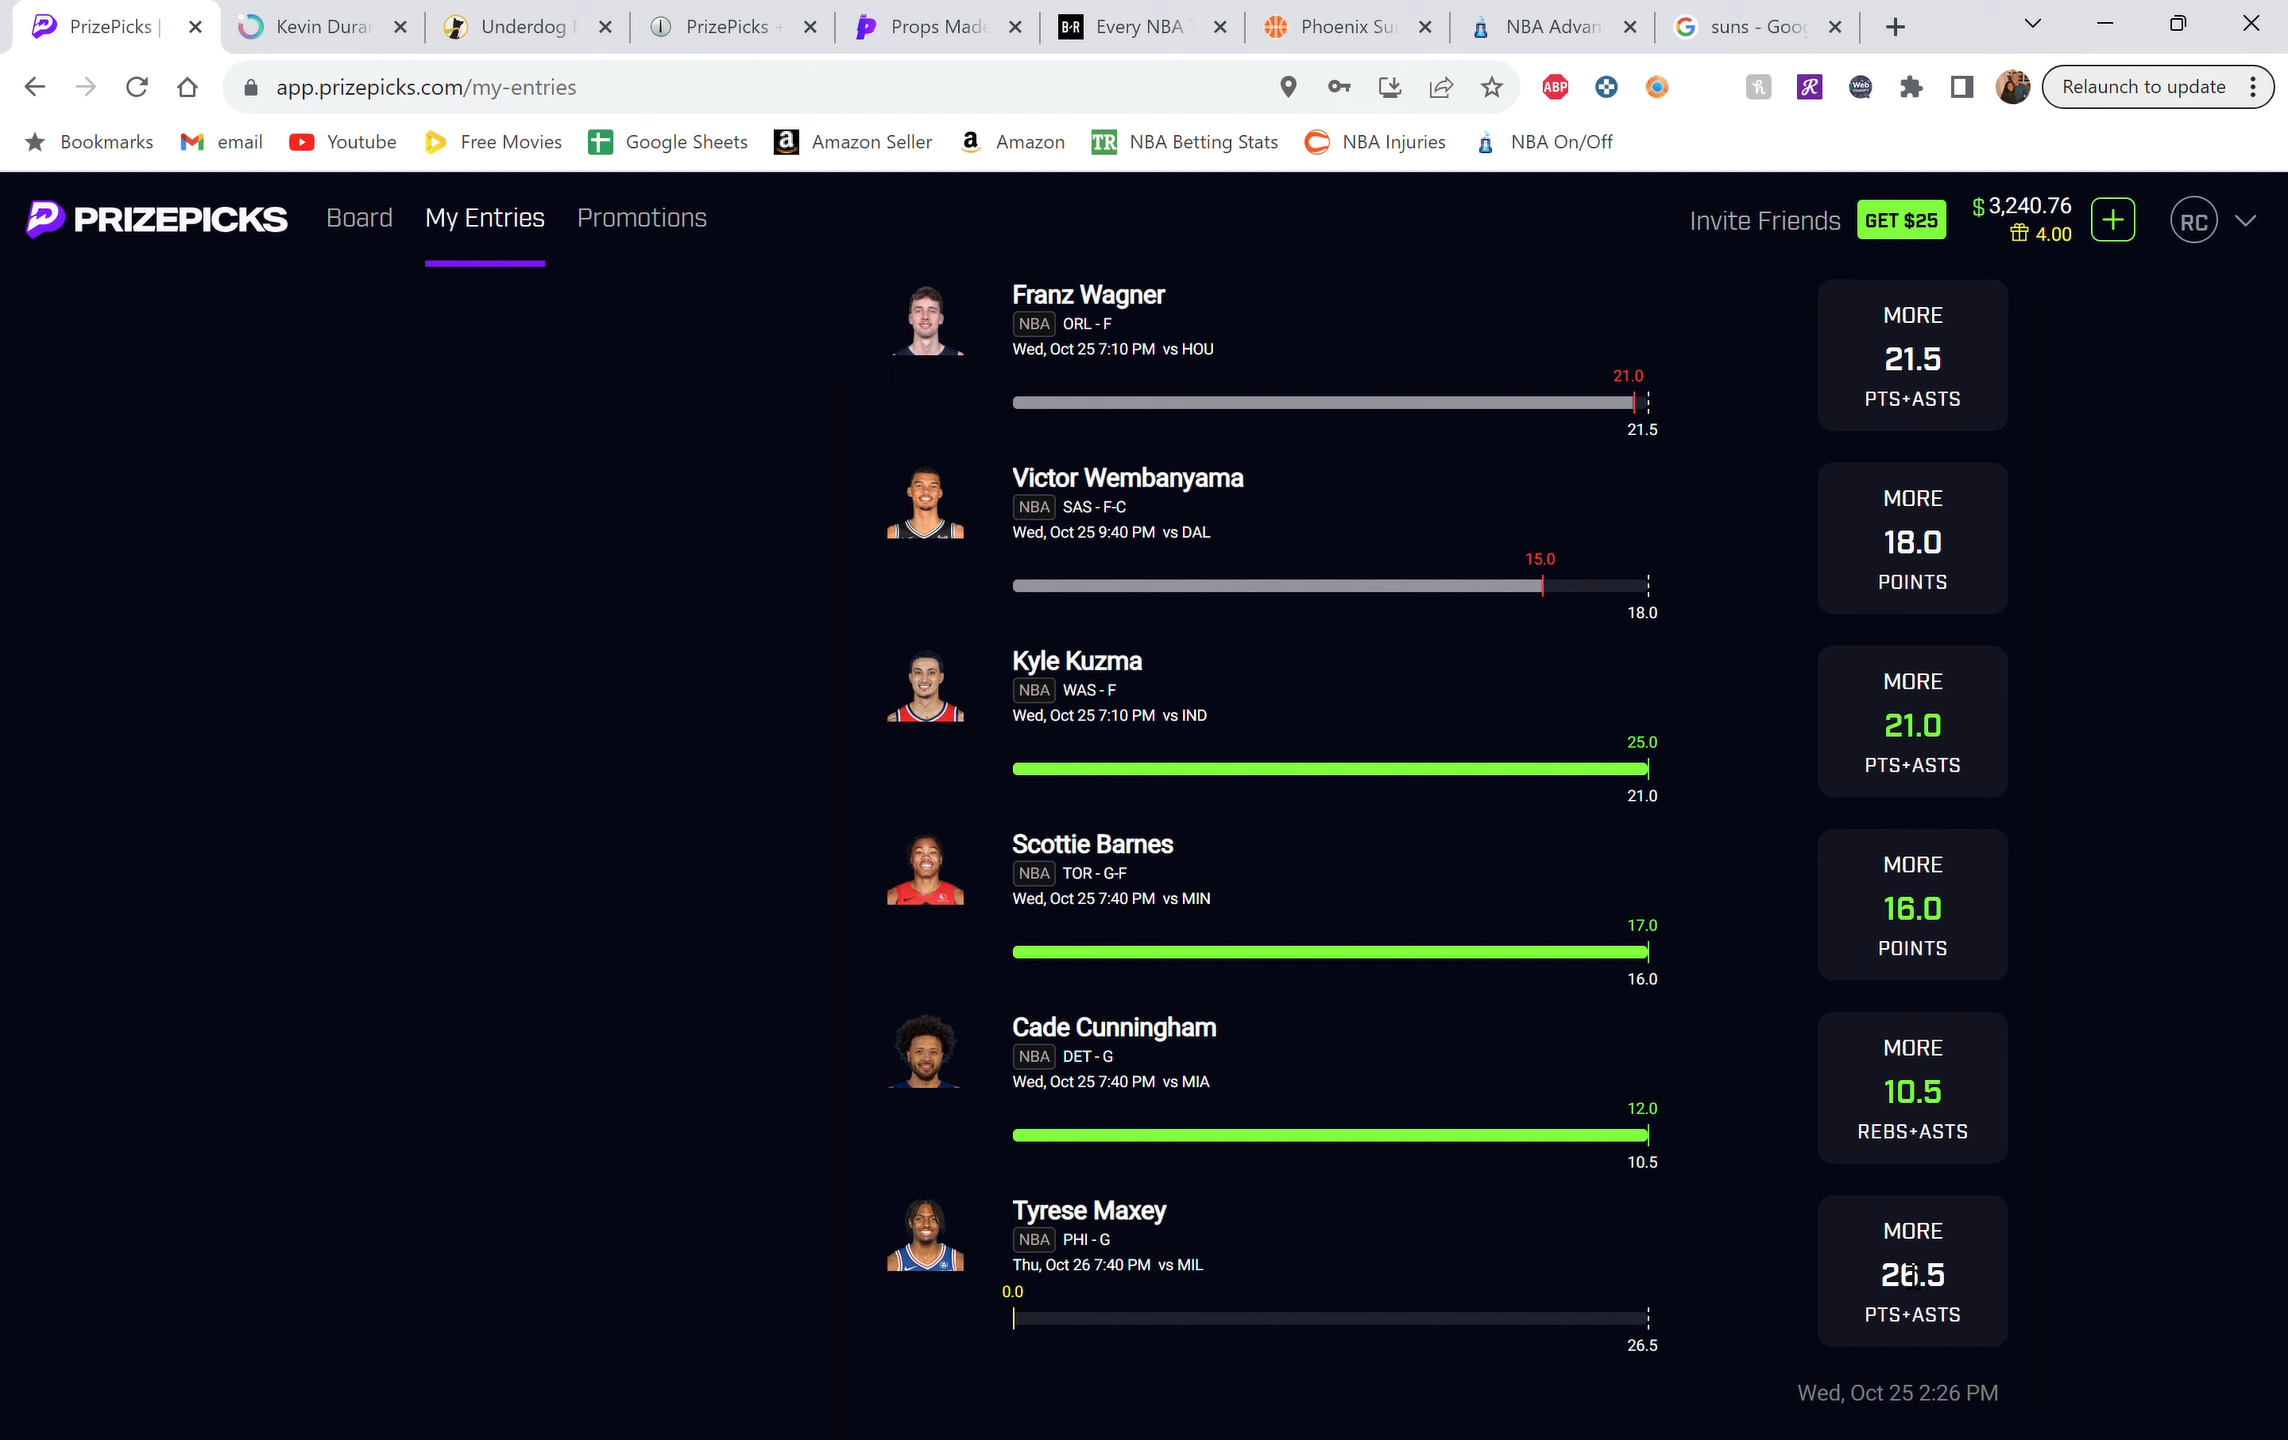 PrizePicks |
Kevin Duran
Underdog F
PrizePicks +
Props Made
B/R Every NBA T
Phoenix Sun
NBA Advan
suns - Goog
app.prizepicks.com/my-entries
ABP
Relaunch to update
Bookmarks
email
Youtube
Free Movies
Google Sheets
Amazon Seller
Amazon
TR NBA Betting Stats
NBA Injuries
NBA On/Off
PRIZEPICKS
Board
My Entries
Promotions
Invite Friends
GET $25
$ 3,240.76
4.00
RC
Franz Wagner
NBA ORL - F
Wed, Oct 25 7:10 PM vs HOU
21.0
21.5
MORE
21.5
PTS+ASTS
Victor Wembanyama
NBA SAS - F-C
Wed, Oct 25 9:40 PM vs DAL
15.0
18.0
MORE
18.0
POINTS
Kyle Kuzma
NBA WAS - F
Wed, Oct 25 7:10 PM vs IND
25.0
21.0
MORE
21.0
PTS+ASTS
Scottie Barnes
NBA TOR - G-F
Wed, Oct 25 7:40 PM vs MIN
17.0
16.0
MORE
16.0
POINTS
Cade Cunningham
NBA DET - G
Wed, Oct 25 7:40 PM vs MIA
12.0
10.5
MORE
10.5
REBS+ASTS
Tyrese Maxey
NBA PHI - G
Thu, Oct 26 7:40 PM vs MIL
0.0
26.5
MORE
26.5
PTS+ASTS
Wed, Oct 25 2:26 PM